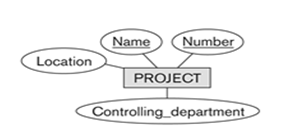 Name
Number
Location
PROJECT
Controlling_department